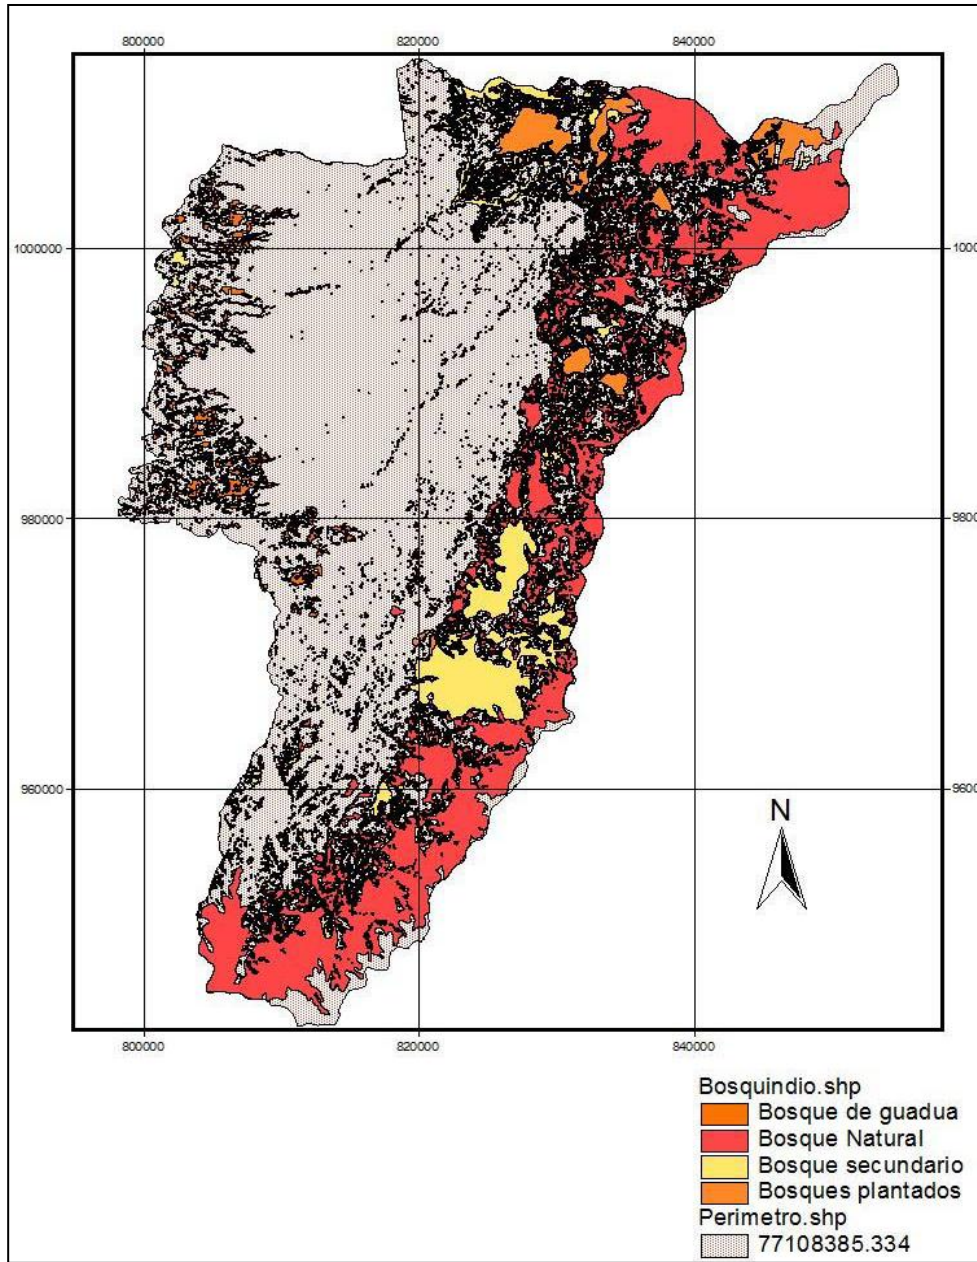 800000 820000 840000
1000000 10000
980000 9800
960000 9600
N
800000 820000 840000
Bosquindio.shp
Bosque de guadua
Bosque Natural
Bosque secundario
Bosques plantados
Perimetro.shp
77108385.334